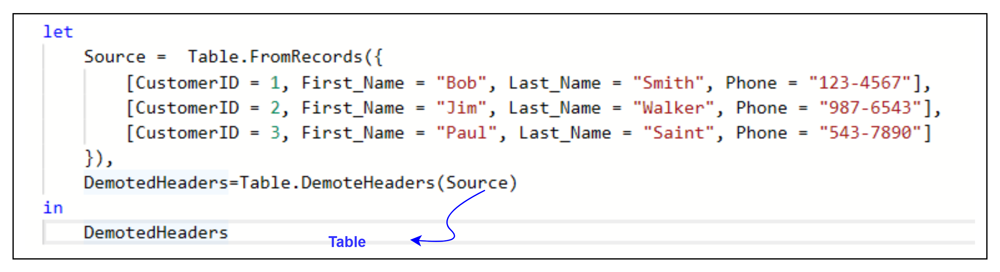 let
Source =  Table.FromRecords({
[CustomerID = 1, First_Name = "Bob", Last_Name = "Smith", Phone = "123-4567"],
[CustomerID = 2, First_Name = "Jim", Last_Name = "Walker", Phone = "987-6543"],
[CustomerID = 3, First_Name = "Paul", Last_Name = "Saint", Phone = "543-7890"]
}),
DemotedHeaders=Table.DemoteHeaders(Source)
in
DemotedHeaders
Table